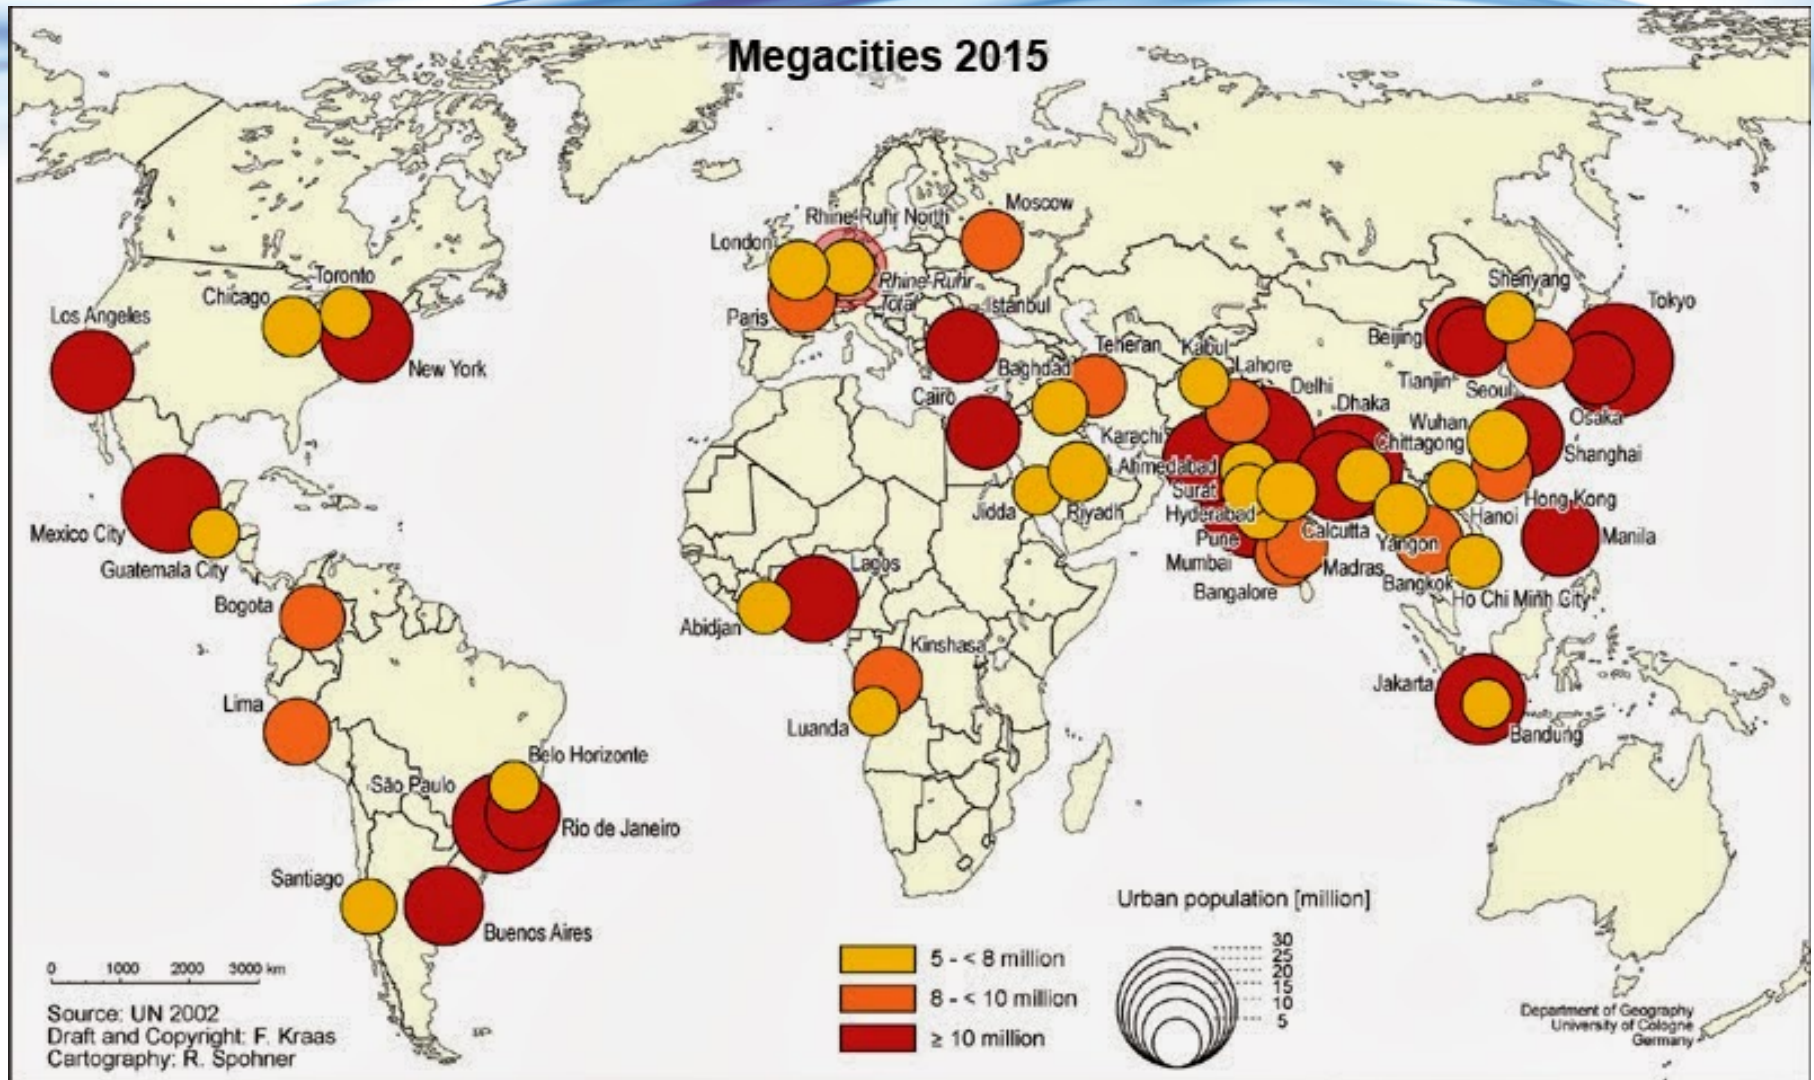 Megacities 2015
Moscow
Rhine-Ruhr North
London
Rhine-Ruhr
Total
Paris
Istanbul
Toronto
Chicago
Los Angeles
New York
Mexico City
Guatemala City
Bogota
Lima
Belo Horizonte
São Paulo
Rio de Janeiro
Santiago
Buenos Aires
Baghdad
Teheran
Kabul
Lahore
Cairo
Delhi
Dhaka
Karachi
Chittagong
Ahmedabad
Surat
Jidda
Riyadh
Hyderabad
Pune
Calcutta
Mumbai
Madras
Bangalore
Yangon
Bangkok
Ho Chi Minh City
Hanoi
Hong Kong
Manila
Wuhan
Shanghai
Shenyang
Tokyo
Beijing
Tianjin
Seoul
Osaka
Lagos
Abidjan
Kinshasa
Luanda
Jakarta
Bandung
0 1000 2000 3000 km
Source: UN 2002
Draft and Copyright: F. Kraas
Cartography: R. Spohner
5 - < 8 million
8 - < 10 million
≥ 10 million
Urban population [million]
30
25
20
15
10
5
Department of Geography
University of Cologne
Germany